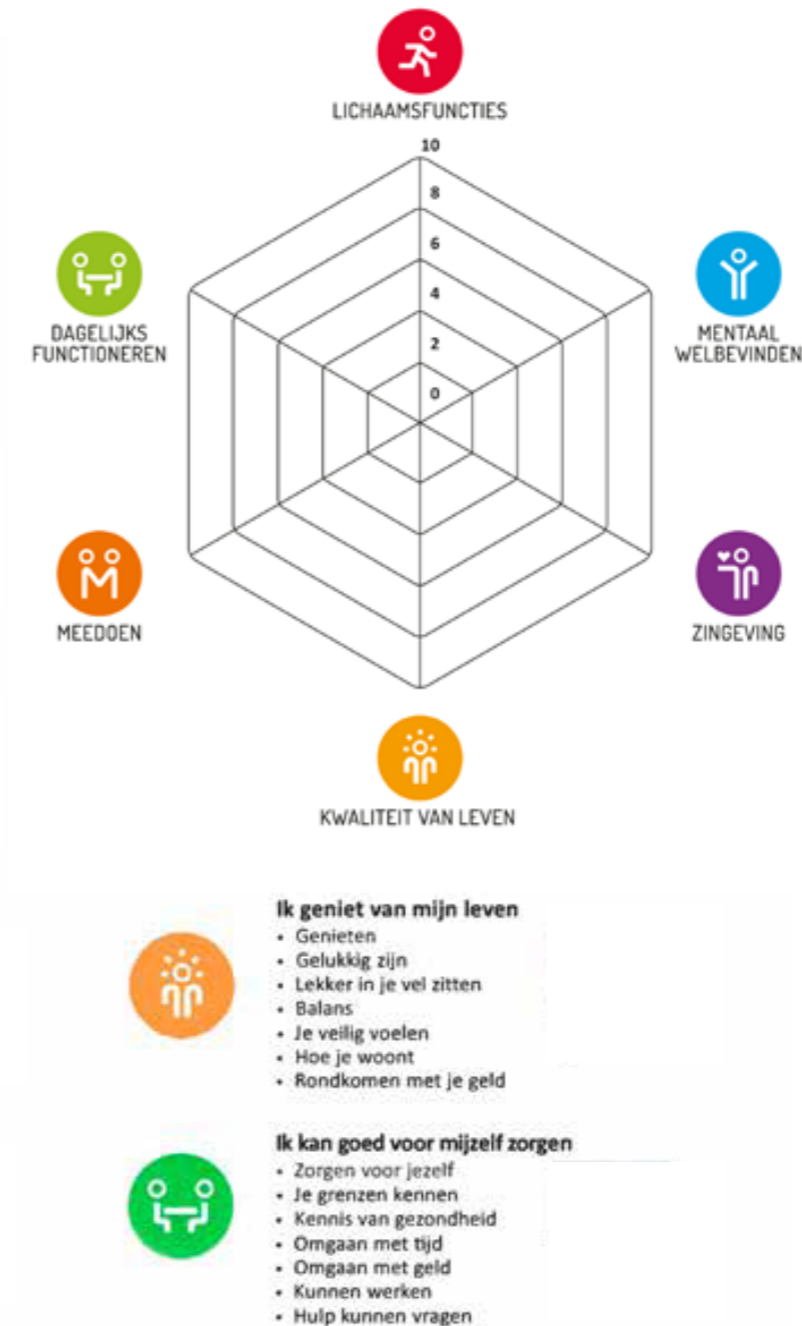 LICHAAMSFUNCTIES
10
8
6
4
2
0
DAGELIJKS
FUNCTIONEREN
MENTAAL
WELBEVINDEN
MEEDOEN
ZINGEVING
KWALITEIT VAN LEVEN
Ik geniet van mijn leven
• Genieten
• Gelukkig zijn
• Lekker in je vel zitten
• Balans
• Je veilig voelen
• Hoe je woont
• Rondkomen met je geld
Ik kan goed voor mijzelf zorgen
• Zorgen voor jezelf
• Je grenzen kennen
• Kennis van gezondheid
• Omgaan met tijd
• Omgaan met geld
• Kunnen werken
• Hulp kunnen vragen